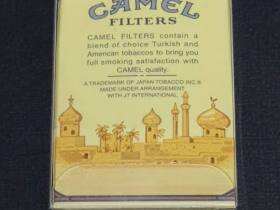 CAMEL
FILTERS
CAMEL FILTERS contain a
blend of choice Turkish and
American tobaccos to bring you
full smoking satisfaction with
CAMEL quality.
A TRADEMARK OF JAPAN TOBACCO INC.'S
MADE UNDER ARRANGEMENT
WITH JT INTERNATIONAL